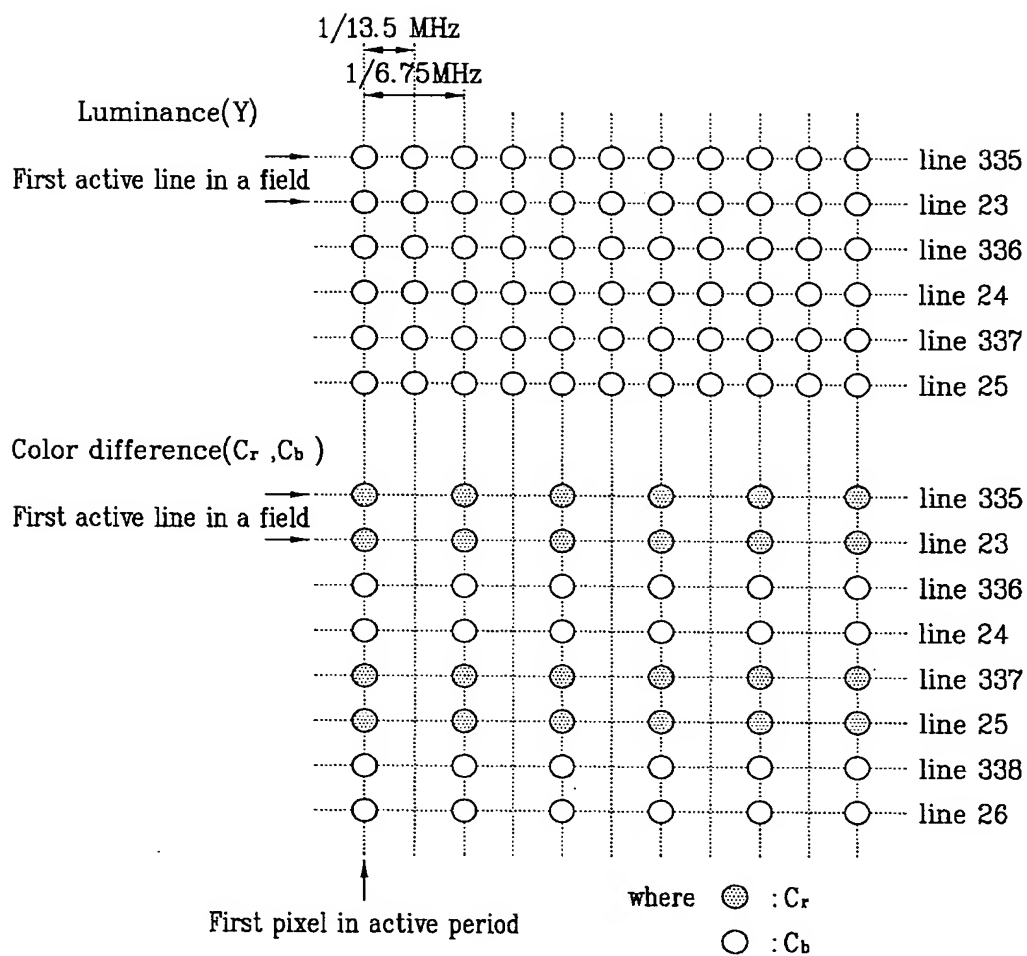 1/13.5 MHz
1/6.75MHz
Luminance(Y)
line 335
First active line in a field
line 23
line 336
line 24
line 337
line 25
Color difference(Cr ,Cb )
line 335
First active line in a field
line 23
line 336
line 24
line 337
line 25
line 338
line 26
where : Cr
First pixel in active period
: Cb